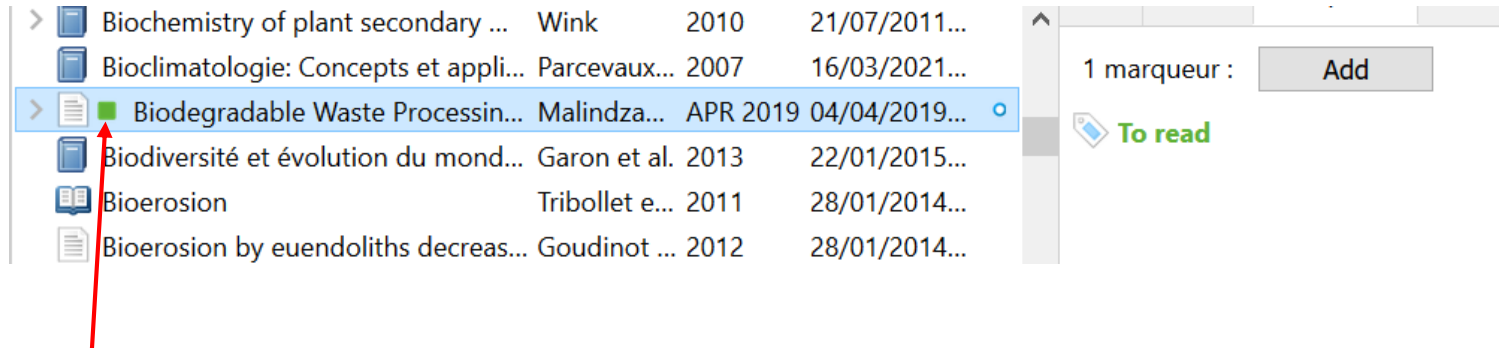 Biochemistry of plant secondary ... Wink 2010 21/07/2011...
Bioclimatologie: Concepts et appli... Parcevaux... 2007 16/03/2021...
Biodegradable Waste Processin... Malindza... APR 2019 04/04/2019...
Biodiversité et évolution du mond... Garon et al. 2013 22/01/2015...
Bioerosion Tribollet e... 2011 28/01/2014...
Bioerosion by euendoliths decreas... Goudinot ... 2012 28/01/2014...
1 marqueur : Add
To read